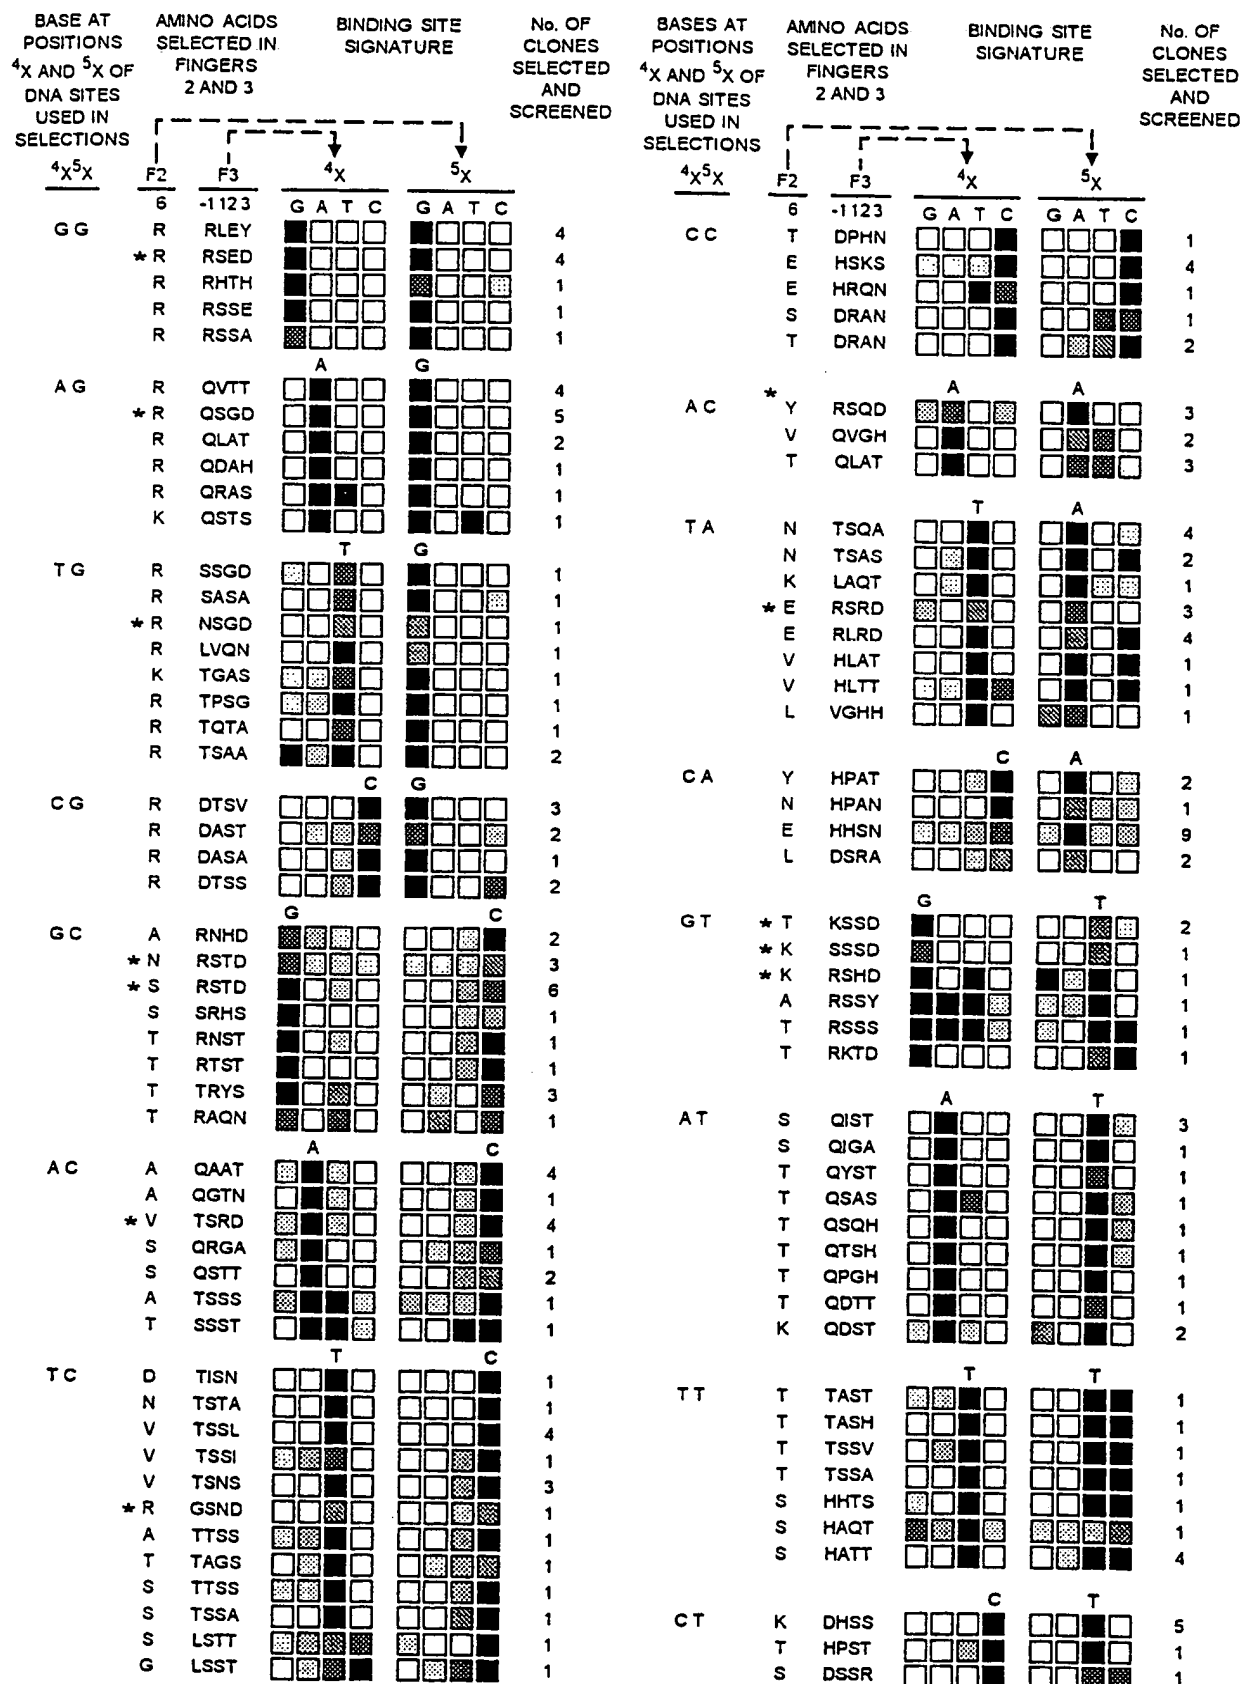 BASE AT POSITIONS 4X AND 5X OF DNA SITES USED IN SELECTIONS
AMINO ACIDS SELECTED IN FINGERS 2 AND 3
BINDING SITE SIGNATURE
No. OF CLONES SELECTED AND SCREENED
4X5X F2 F3 4X 5X
6 -1123 G A T C G A T C
GG R RLEY 4
* R RSED 4
R RHTH 1
R RSSE 1
R RSSA 1
A G
AG R QVTT 4
* R QSGD 5
R QLAT 2
R QDAH 1
R QRAS 1
K QSTS 1
T G
TG R SSGD 1
R SASA 1
* R NSGD 1
R LVQN 1
K TGAS 1
R TPSG 1
R TQTA 1
R TSAA 2
C G
CG R DTSV 3
R DAST 2
R DASA 1
R DTSS 2
G C
GC A RNHD 2
* N RSTD 3
* S RSTD 6
S SRHS 1
T RNST 1
T RTST 1
T TRYS 3
T RAQN 1
A C
AC A QAAT 4
A QGTN 1
* V TSRD 4
S QRGA 1
S QSTT 2
A TSSS 1
T SSST 1
T C
TC D TISN 1
N TSTA 1
V TSSL 4
V TSSI 1
V TSNS 3
* R GSND 1
A TTSS 1
T TAGS 1
S TTSS 1
S TSSA 1
S LSTT 1
G LSST 1
BASES AT POSITIONS 4X AND 5X OF DNA SITES USED IN SELECTIONS
AMINO ACIDS SELECTED IN FINGERS 2 AND 3
BINDING SITE SIGNATURE
No. OF CLONES SELECTED AND SCREENED
4X5X F2 F3 4X 5X
6 -1123 G A T C G A T C
CC T DPHN 1
E HSKS 4
E HRQN 1
S DRAN 1
T DRAN 2
A A
AC * Y RSQD 3
V QVGH 2
T QLAT 3
T A
TA N TSQA 4
N TSAS 2
K LAQT 1
* E RSRD 3
E RLRD 4
V HLAT 1
V HLTT 1
L VGHH 1
C A
CA Y HPAT 2
N HPAN 1
E HHSN 9
L DSRA 2
G T
GT * T KSSD 2
* K SSSD 1
* K RSHD 1
A RSSY 1
T RSSS 1
T RKTD 1
A T
AT S QIST 3
S QIGA 1
T QYST 1
T QSAS 1
T QSQH 1
T QTSH 1
T QPGH 1
T QDTT 1
K QDST 2
T T
TT T TAST 1
T TASH 1
T TSSV 1
T TSSA 1
S HHTS 1
S HAQT 1
S HATT 4
C T
CT K DHSS 5
T HPST 1
S DSSR 1